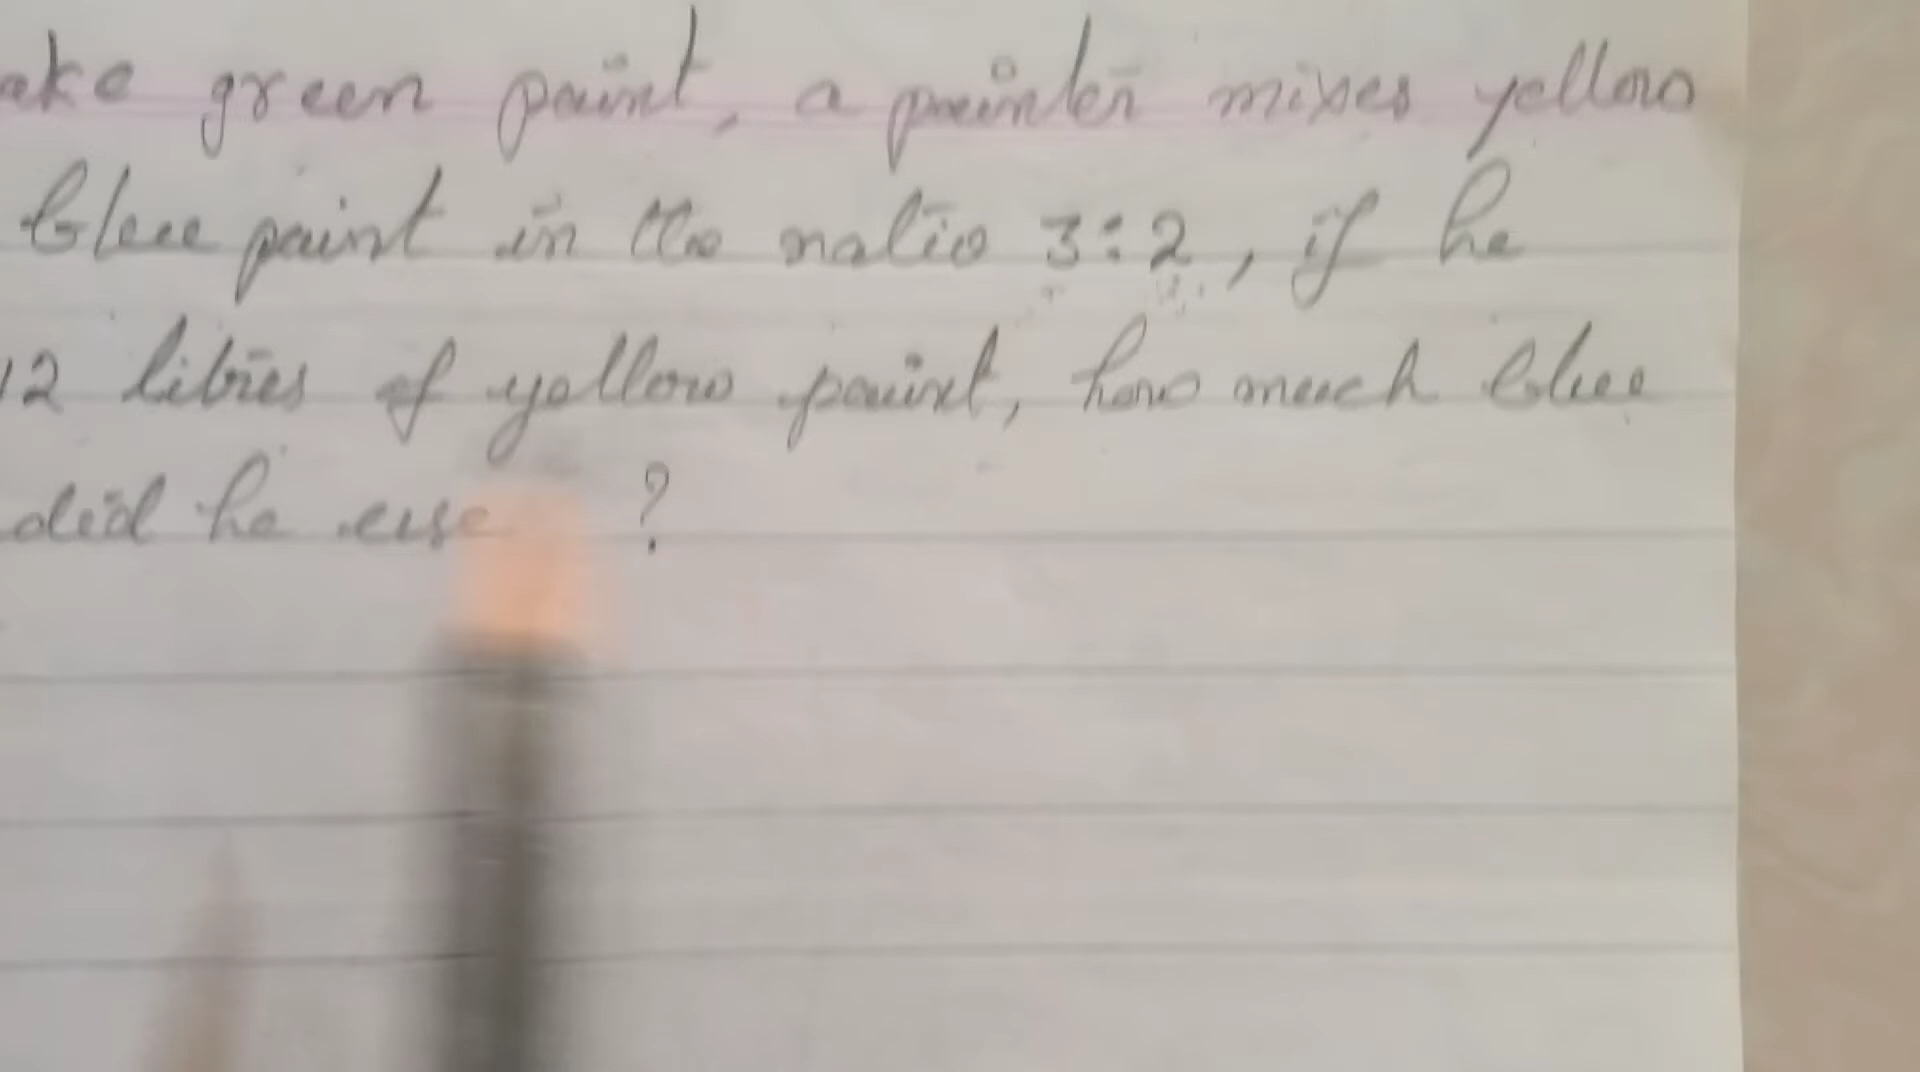 ake green paint, a painter mixes yellow
blue paint in the ratio 3:2, if he
12 litres of yellow paint, how much blue
did he use ?